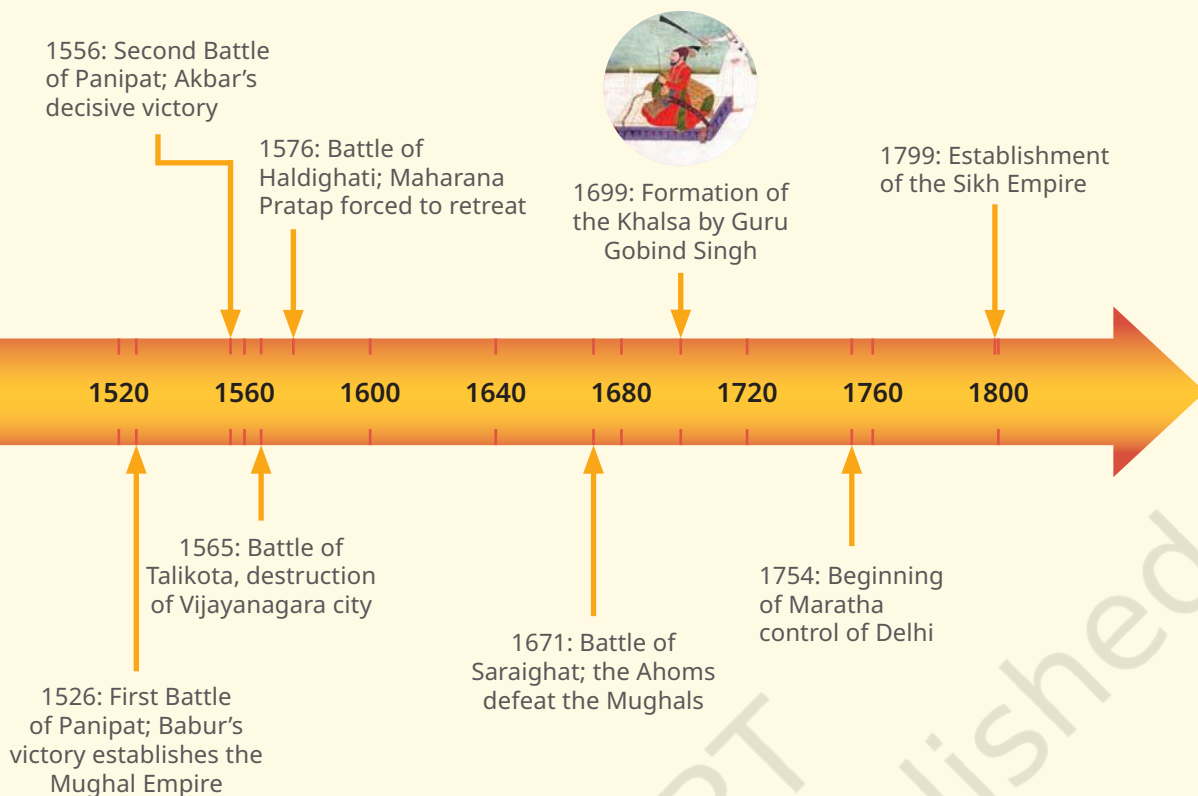 1556: Second Battle
of Panipat; Akbar’s
decisive victory
1576: Battle of
Haldighati; Maharana
Pratap forced to retreat
1699: Formation of
the Khalsa by Guru
Gobind Singh
1799: Establishment
of the Sikh Empire
1520 1560 1600 1640 1680 1720 1760 1800
1526: First Battle
of Panipat; Babur’s
victory establishes the
Mughal Empire
1565: Battle of
Talikota, destruction
of Vijayanagara city
1671: Battle of
Saraighat; the Ahoms
defeat the Mughals
1754: Beginning
of Maratha
control of Delhi